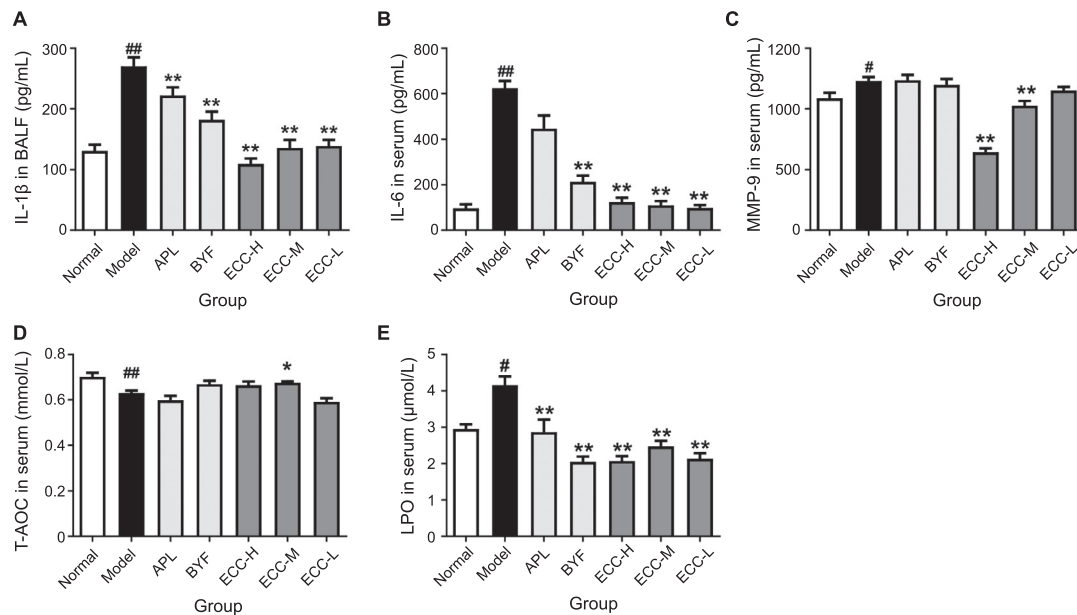 A
IL-1β in BALF (pg/mL)
300
200
100
0
##
**
**
**
**
**
Normal
Model
APL
BYF
ECC-H
ECC-M
ECC-L
Group
B
IL-6 in serum (pg/mL)
800
600
400
200
0
##
**
**
**
**
Normal
Model
APL
BYF
ECC-H
ECC-M
ECC-L
Group
C
MMP-9 in serum (pg/mL)
1200
1000
500
0
#
**
**
Normal
Model
APL
BYF
ECC-H
ECC-M
ECC-L
Group
D
T-AOC in serum (mmol/L)
0.8
0.6
0.4
0.2
0
##
*
Normal
Model
APL
BYF
ECC-H
ECC-M
ECC-L
Group
E
LPO in serum (μmol/L)
5
4
3
2
1
0
#
**
**
**
**
**
Normal
Model
APL
BYF
ECC-H
ECC-M
ECC-L
Group